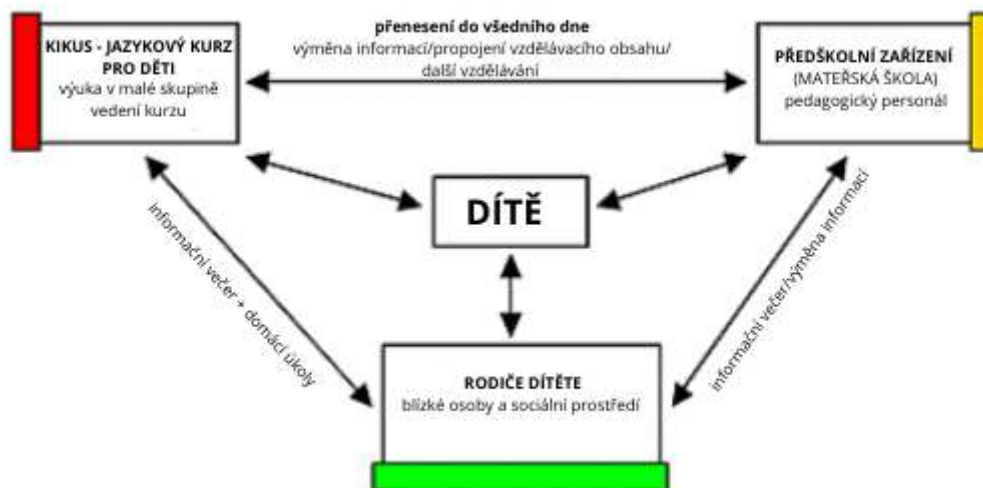 KIKUS - JAZYKOVÝ KURZ
PRO DĚTI
výuka v malé skupině
vedení kurzu
přenesení do všedního dne
výměna informací/propojení vzdělávacího obsahu/
další vzdělávání
PŘEDŠKOLNÍ ZAŘÍZENÍ
(MATEŘSKÁ ŠKOLA)
pedagogický personál
DÍTĚ
informační večer + domácí úkoly
informační večer/výměna informací
RODIČE DÍTĚTE
blízké osoby a sociální prostředí